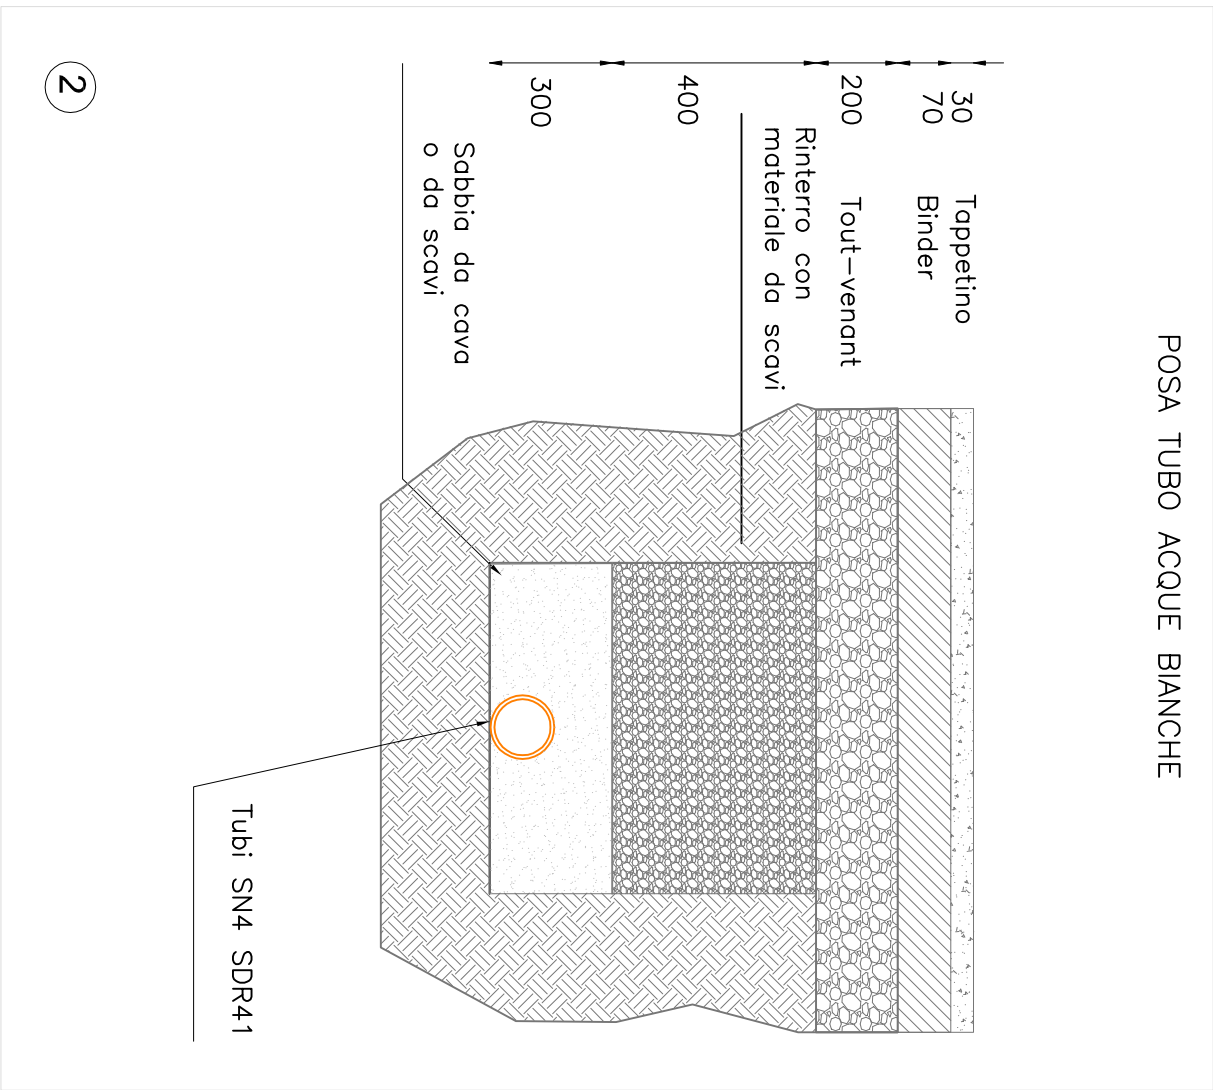 POSA TUBO ACQUE BIANCHE
30 Tappetino
70 Binder
200 Tout-venant
Rinterro con
materiale da scavi
400
300
Sabbia da cava
o da scavi
Tubi SN4 SDR41
2